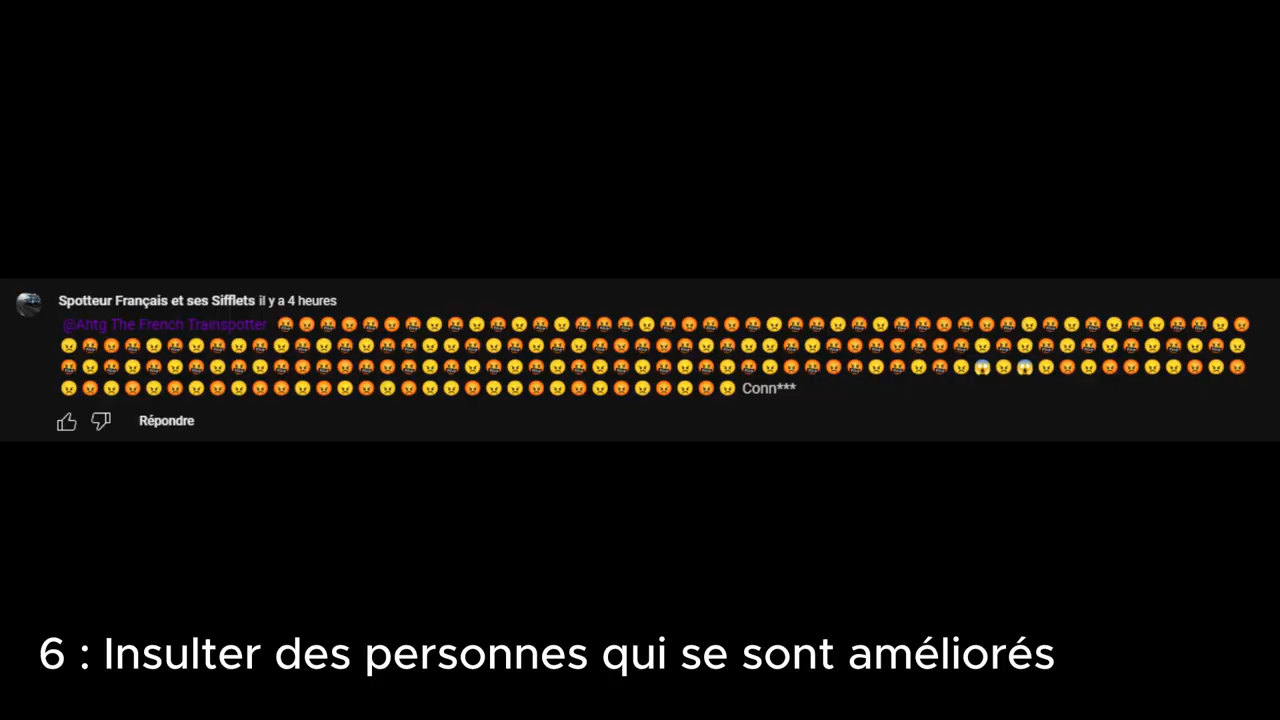 Spotteur Français et ses Sifflets il y a 4 heures
@Ahtg The French Trainspotter
Conn***
Répondre
6 : Insulter des personnes qui se sont améliorés